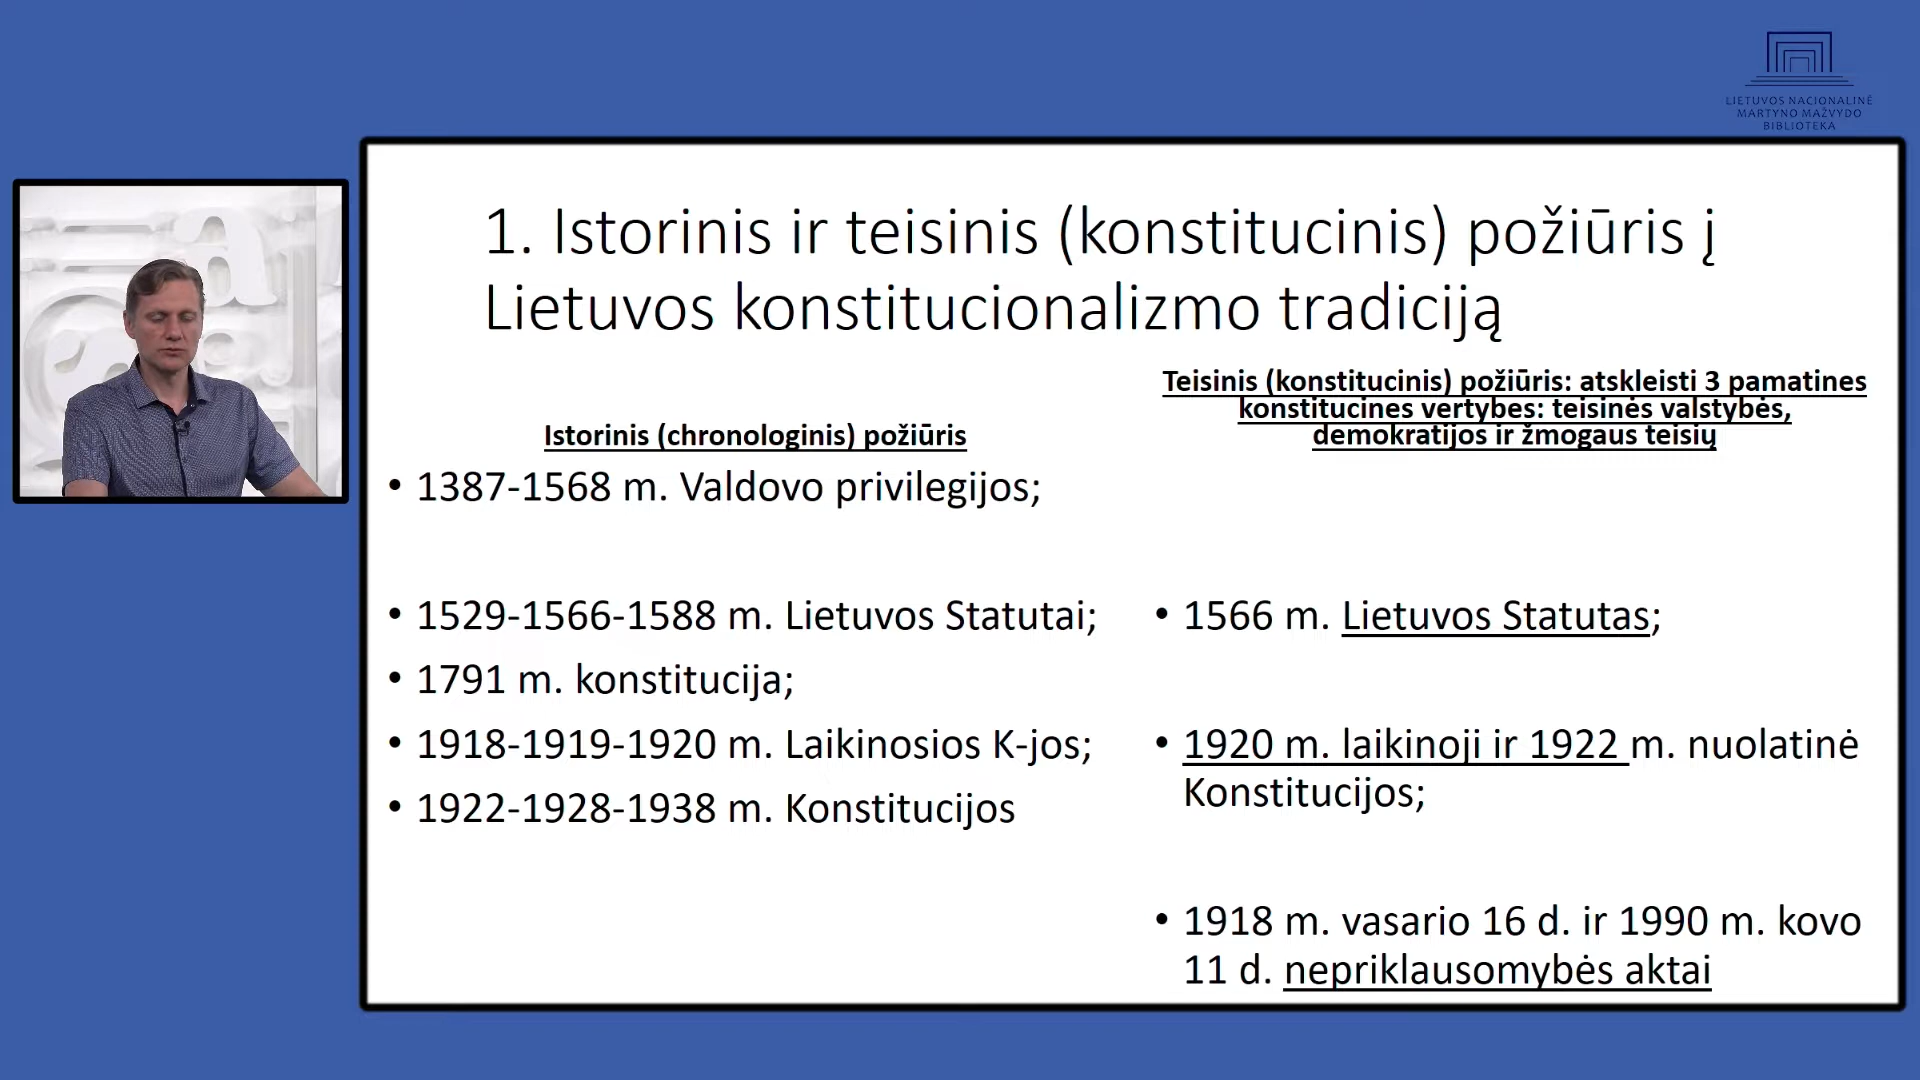 LIETUVOS NACIONALINĖ
MARTYNO MAŽVYDO
BIBLIOTEKA
1. Istorinis ir teisinis (konstitucinis) požiūris į
Lietuvos konstitucionalizmo tradiciją
Istorinis (chronologinis) požiūris
• 1387-1568 m. Valdovo privilegijos;
• 1529-1566-1588 m. Lietuvos Statutai;
• 1791 m. konstitucija;
• 1918-1919-1920 m. Laikinosios K-jos;
• 1922-1928-1938 m. Konstitucijos
Teisinis (konstitucinis) požiūris: atskleisti 3 pamatines
konstitucines vertybes: teisinės valstybės,
demokratijos ir žmogaus teisių
• 1566 m. Lietuvos Statutas;
• 1920 m. laikinoji ir 1922 m. nuolatinė
Konstitucijos;
• 1918 m. vasario 16 d. ir 1990 m. kovo
11 d. nepriklausomybės aktai